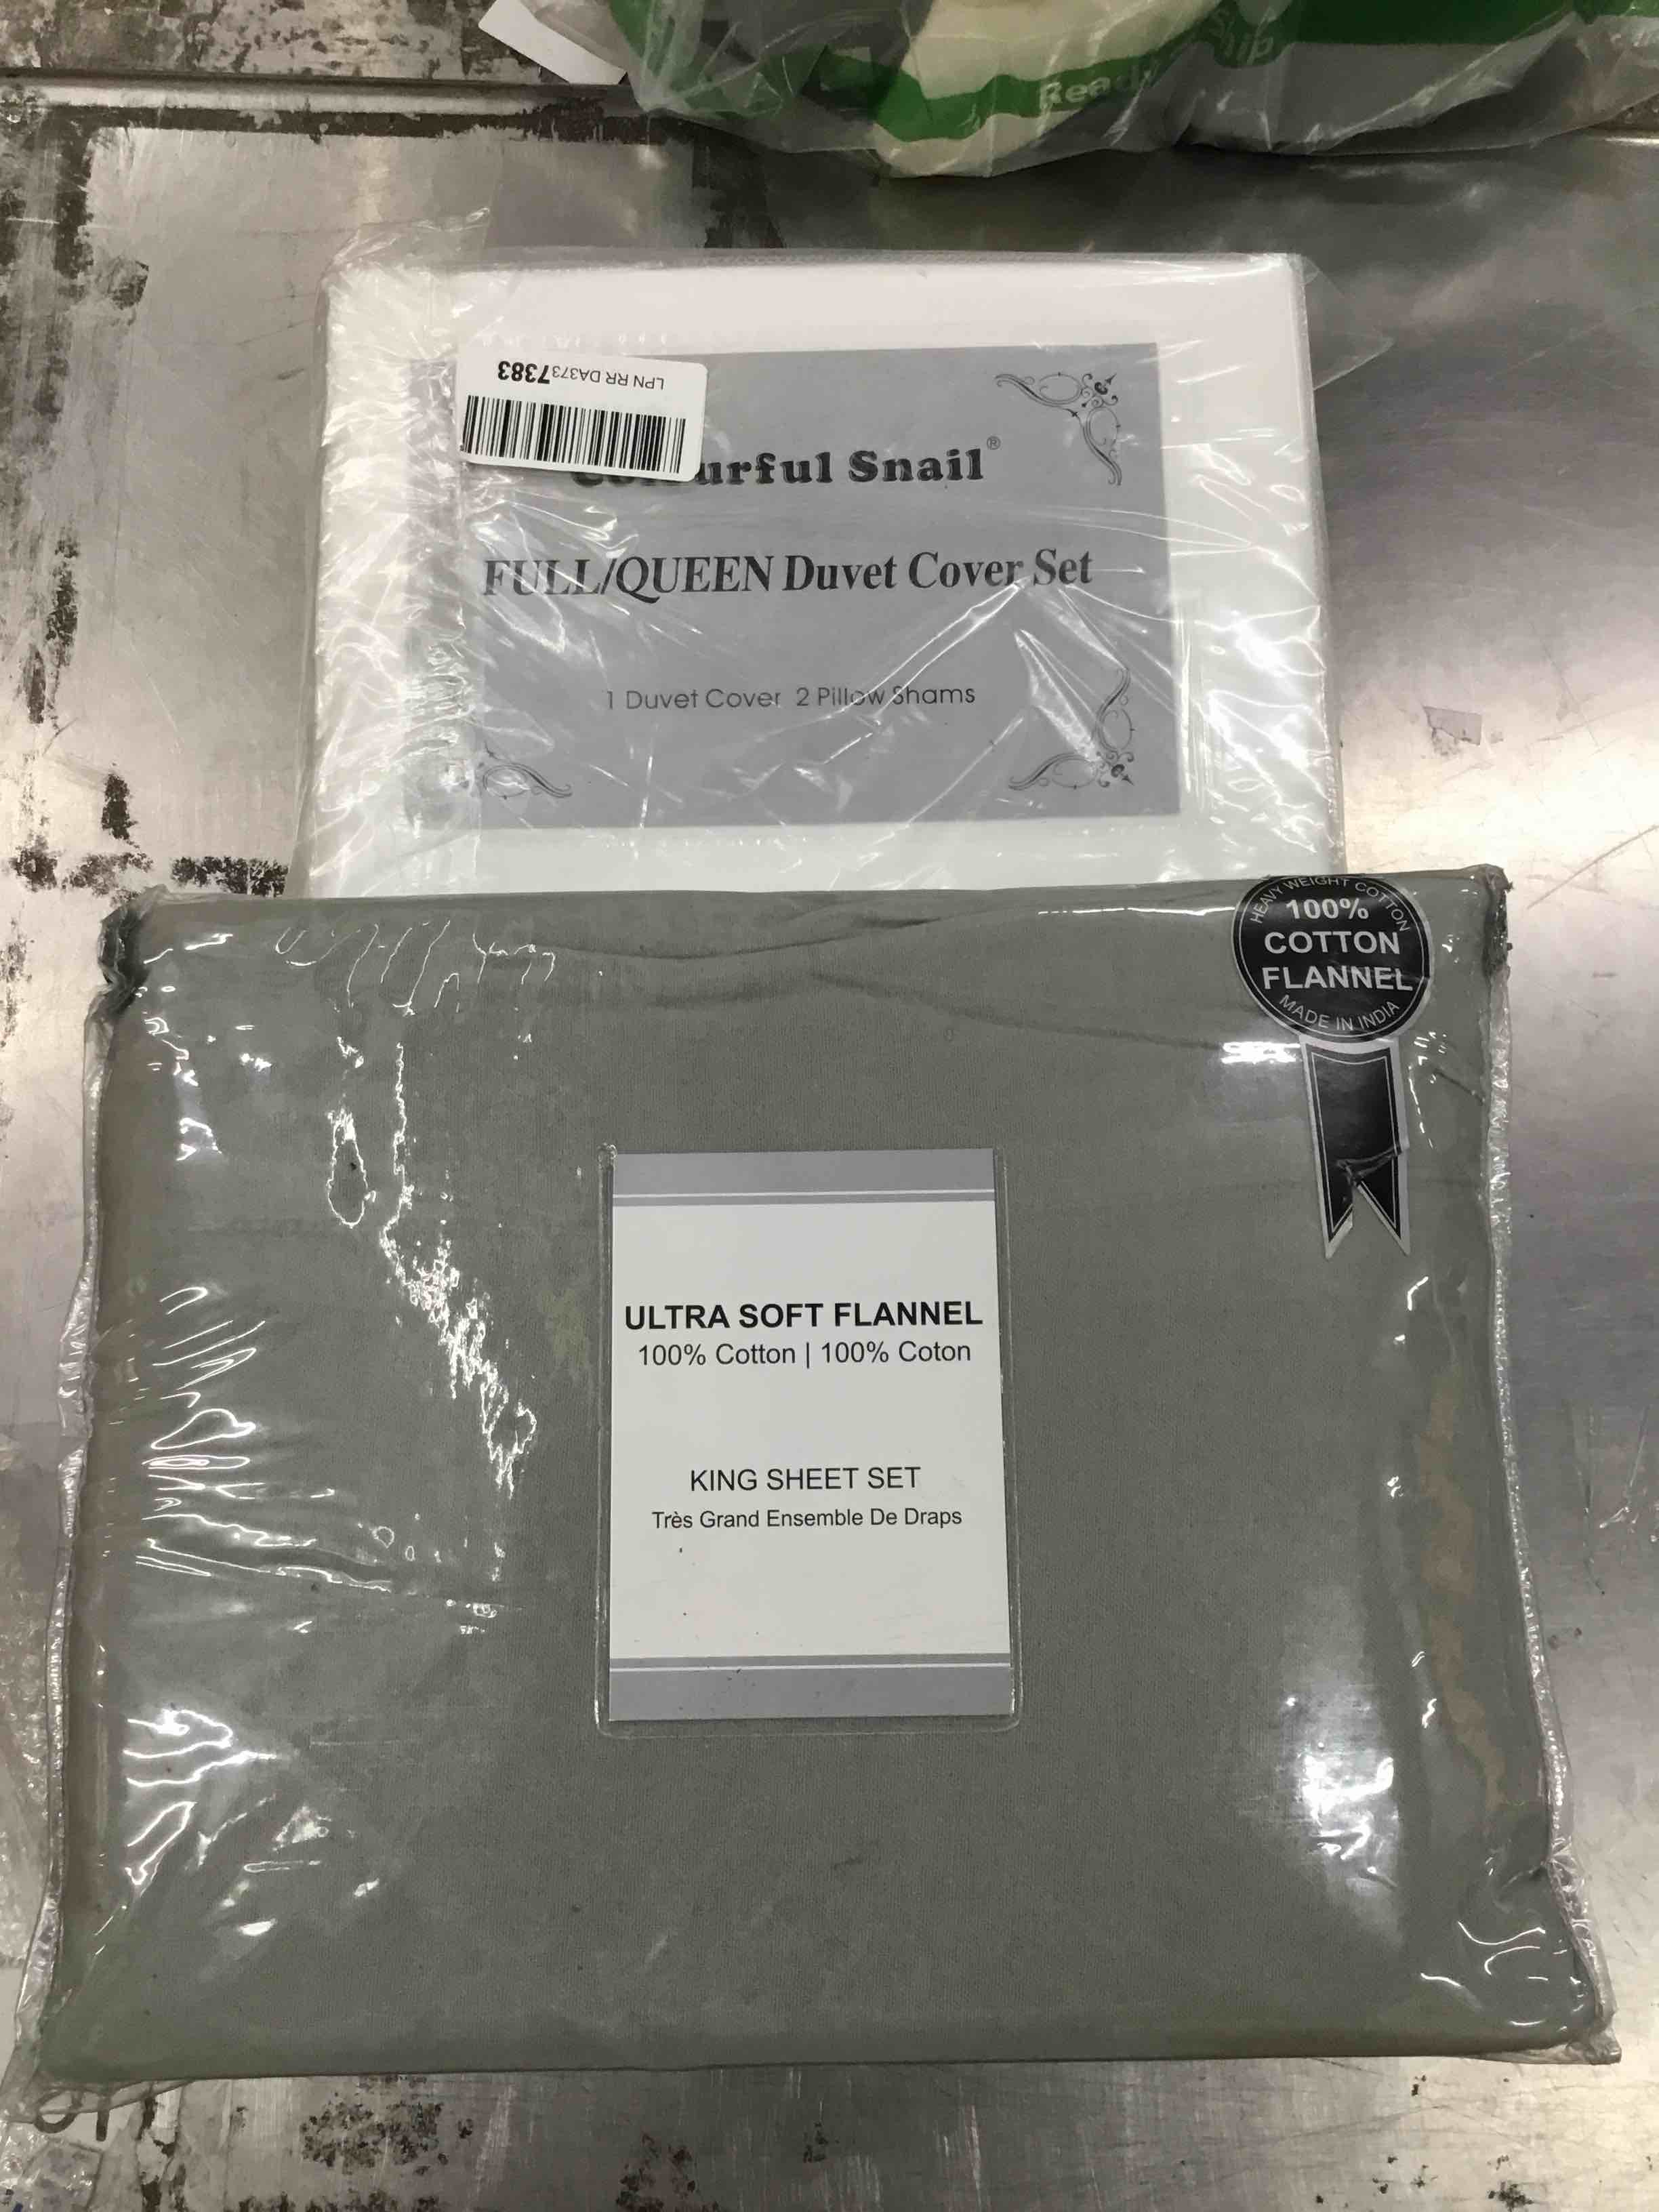 Ready
LPN RR DA3737383
urful Snail®
FULL/QUEEN Duvet Cover Set
1 Duvet Cover 2 Pillow Shams
HEAVY WEIGHT COTTON
100%
COTTON
FLANNEL
MADE IN INDIA
ULTRA SOFT FLANNEL
100% Cotton | 100% Coton
KING SHEET SET
Très Grand Ensemble De Draps